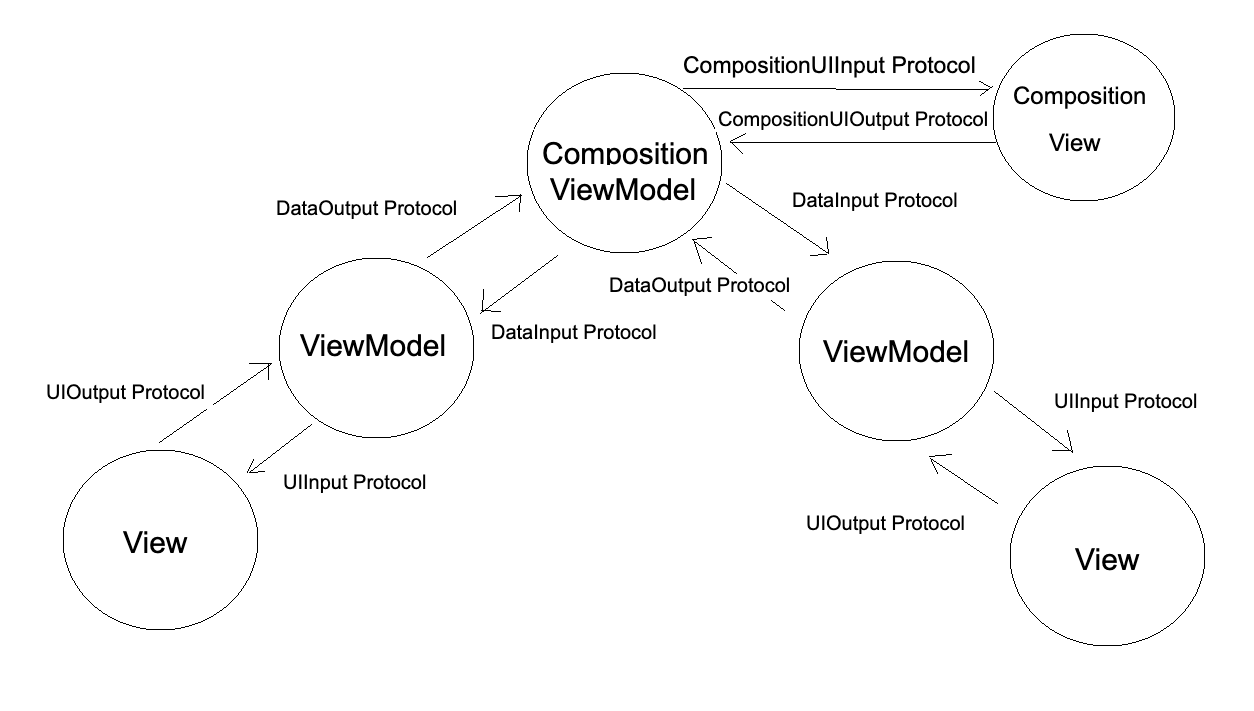 CompositionUIInput Protocol
Composition
View
CompositionUIOutput Protocol
Composition
ViewModel
DataOutput Protocol
DataInput Protocol
DataOutput Protocol
DataInput Protocol
ViewModel
ViewModel
UIOutput Protocol
UIInput Protocol
UIInput Protocol
UIOutput Protocol
View
View